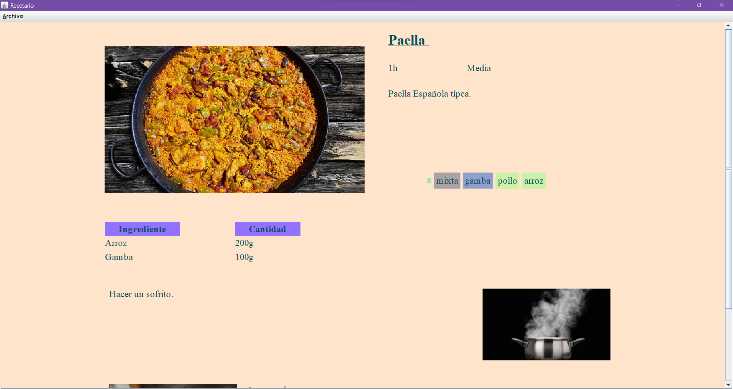 Recetario
Archivo
Paella
1h Media
Paella Española tipca.
mixta gamba pollo arroz
Ingrediente Cantidad
Arroz 200g
Gamba 100g
Hacer un sofrito.